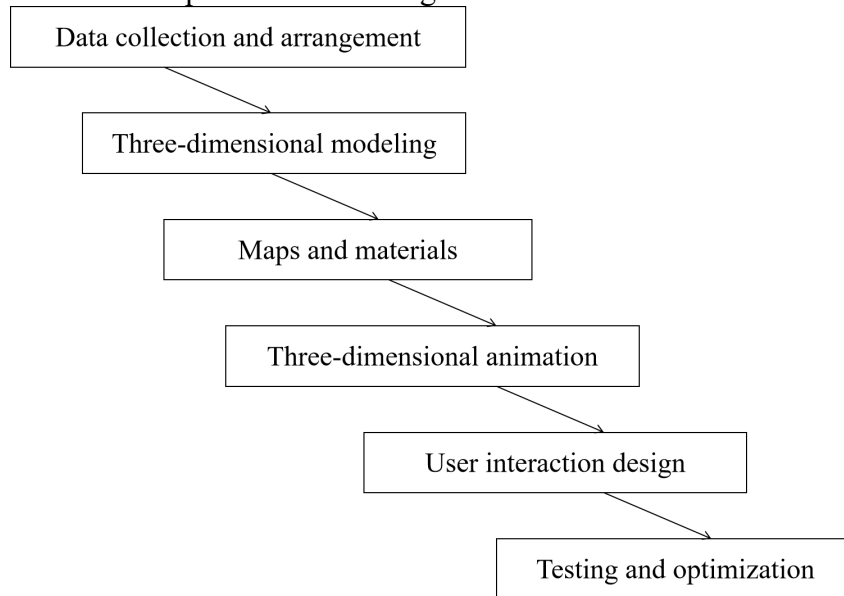 Data collection and arrangement
Three-dimensional modeling
Maps and materials
Three-dimensional animation
User interaction design
Testing and optimization